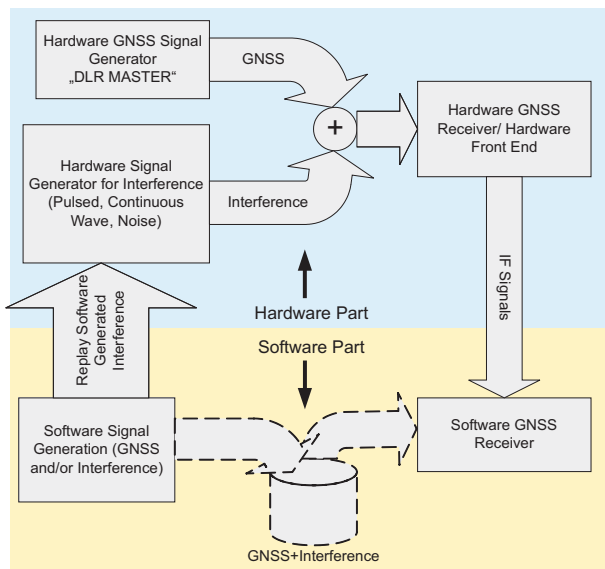 Hardware GNSS Signal
Generator
„DLR MASTER“
GNSS
+
Hardware GNSS
Receiver/ Hardware
Front End
Hardware Signal
Generator for Interference
(Pulsed, Continuous
Wave, Noise)
Interference
Replay Software
Generated
Interference
IF Signals
Hardware Part
Software Part
Software Signal
Generation (GNSS
and/or Interference)
Software GNSS
Receiver
GNSS+Interference